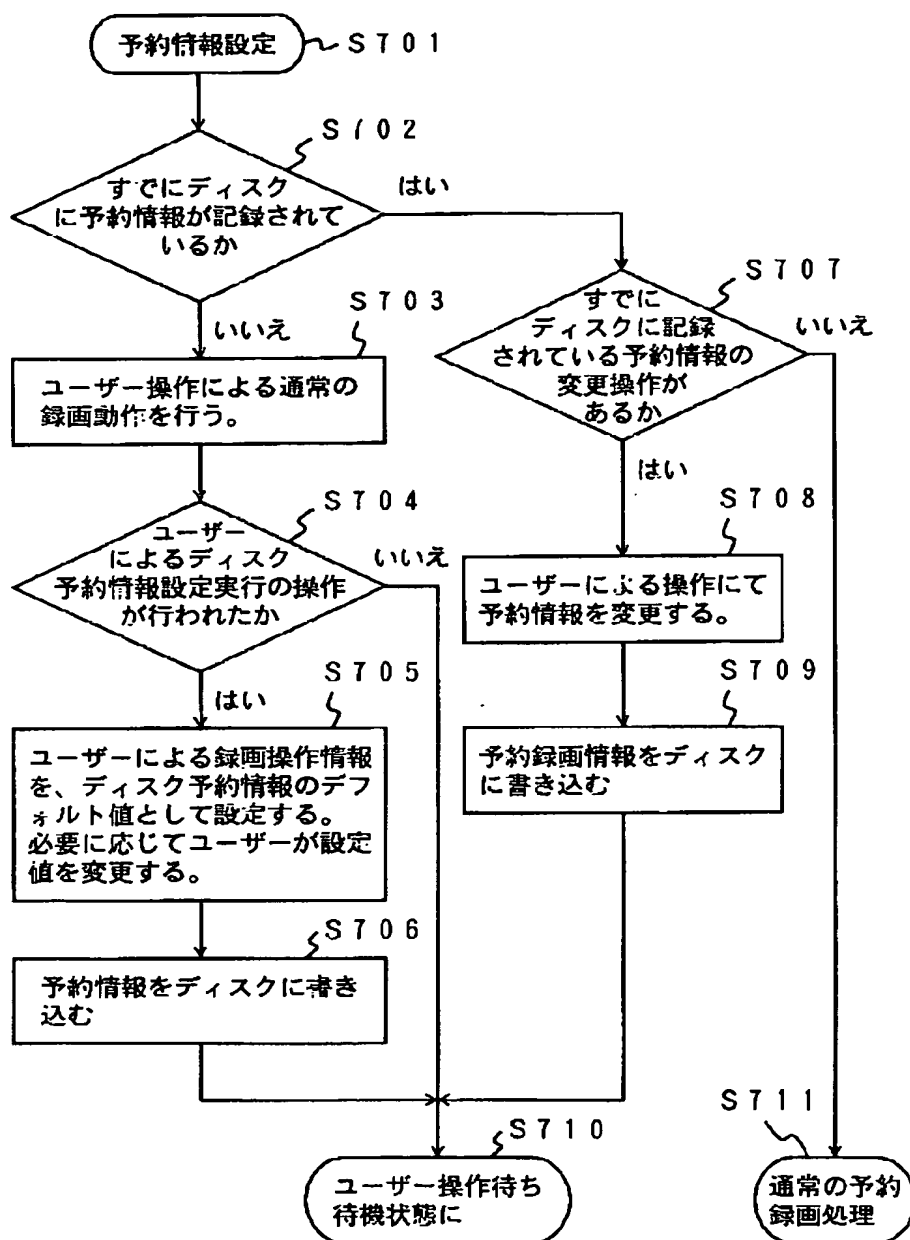 予約情報設定
S701
S702
すでにディスク
に予約情報が記録されて
いるか
はい
いいえ
S703
ユーザー操作による通常の
録画動作を行う。
S704
ユーザー
によるディスク
予約情報設定実行の操作
が行われたか
いいえ
はい
S705
ユーザーによる録画操作情報
を、ディスク予約情報のデフ
ォルト値として設定する。
必要に応じてユーザーが設定
値を変更する。
S706
予約情報をディスクに書き
込む
S707
すでに
ディスクに記録
されている予約情報の
変更操作が
あるか
いいえ
はい
S708
ユーザーによる操作にて
予約情報を変更する。
S709
予約録画情報をディスク
に書き込む
S710
ユーザー操作待ち
待機状態に
S711
通常の予約
録画処理